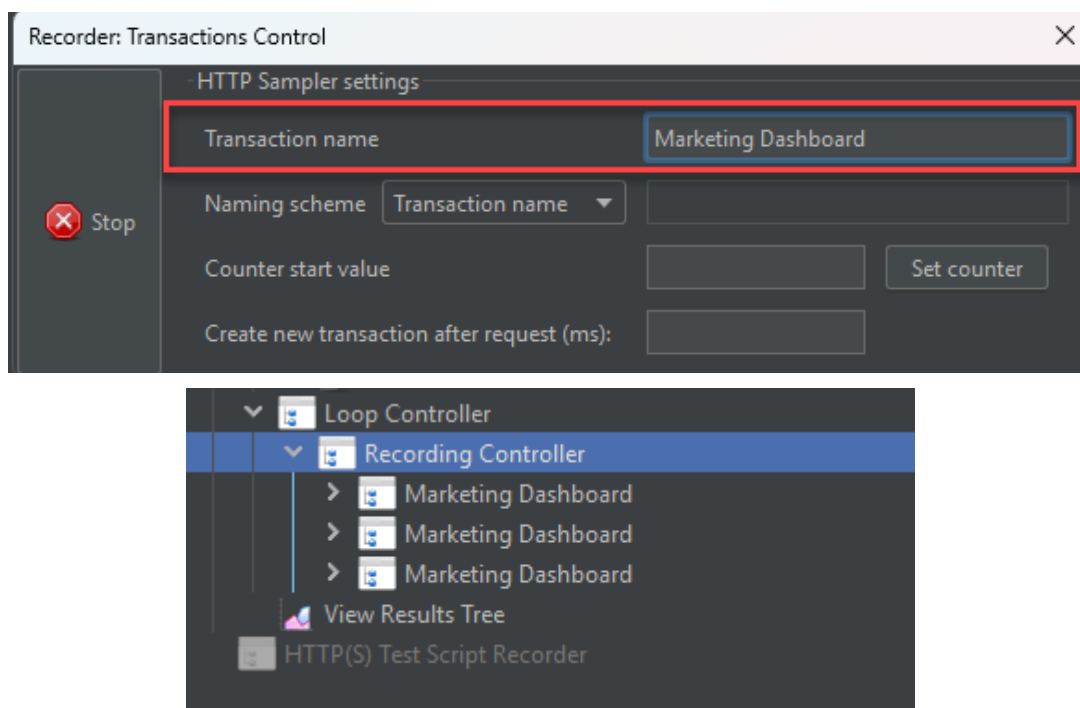 Recorder: Transactions Control
HTTP Sampler settings
Transaction name Marketing Dashboard
Stop
Naming scheme Transaction name
Counter start value Set counter
Create new transaction after request (ms):
Loop Controller
Recording Controller
Marketing Dashboard
Marketing Dashboard
Marketing Dashboard
View Results Tree
HTTP(S) Test Script Recorder